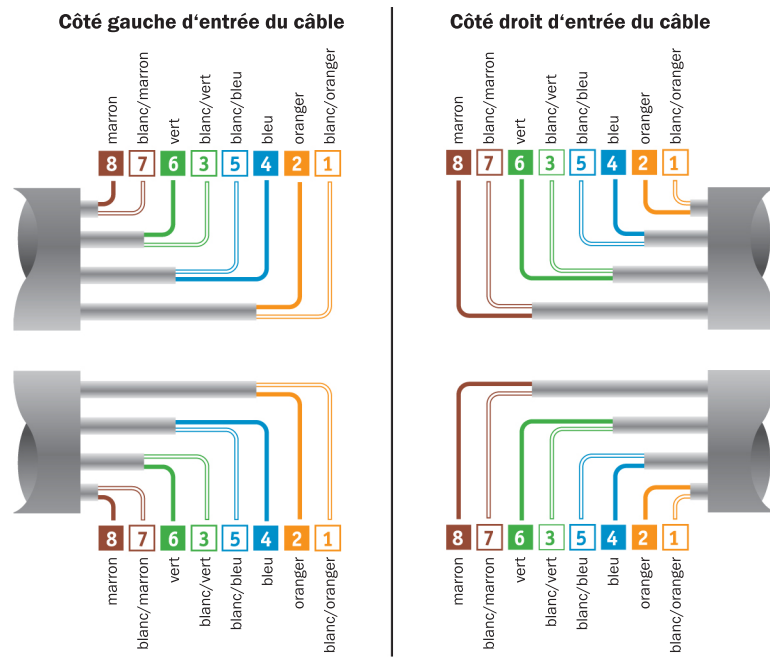 Côté gauche d‘entrée du câble
marron
blanc/marron
vert
blanc/vert
blanc/bleu
bleu
oranger
blanc/oranger
8 7 6 3 5 4 2 1
8 7 6 3 5 4 2 1
marron
blanc/marron
vert
blanc/vert
blanc/bleu
bleu
oranger
blanc/oranger
Côté droit d‘entrée du câble
marron
blanc/marron
vert
blanc/vert
blanc/bleu
bleu
oranger
blanc/oranger
8 7 6 3 5 4 2 1
8 7 6 3 5 4 2 1
marron
blanc/marron
vert
blanc/vert
blanc/bleu
bleu
oranger
blanc/oranger